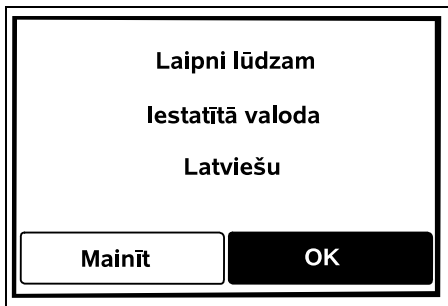 Laipni lūdzam
Iestatītā valoda
Latviešu
Mainīt
OK